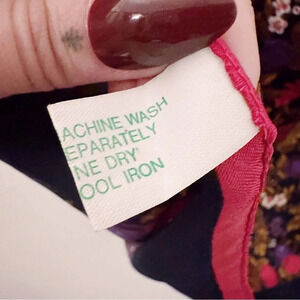 ACHINE WASH
EPARATELY
NE DRY
OOL IRON